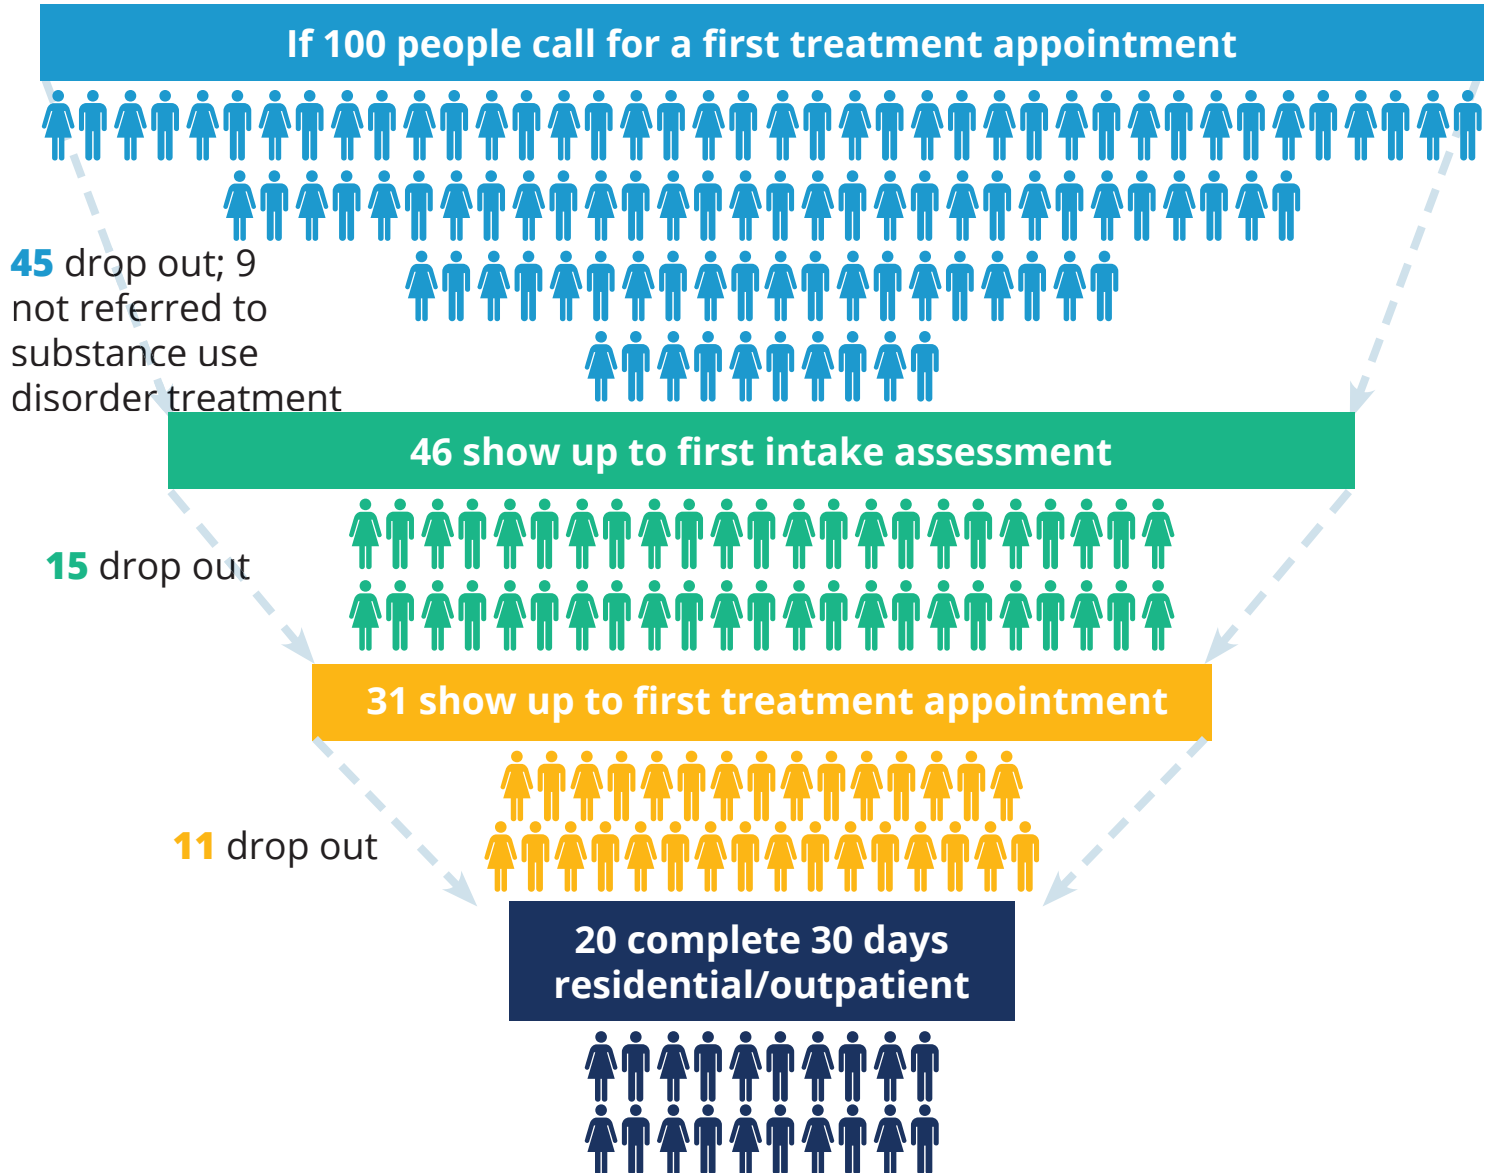 If 100 people call for a first treatment appointment
45 drop out; 9
not referred to
substance use
disorder treatment
46 show up to first intake assessment
15 drop out
31 show up to first treatment appointment
11 drop out
20 complete 30 days
residential/outpatient